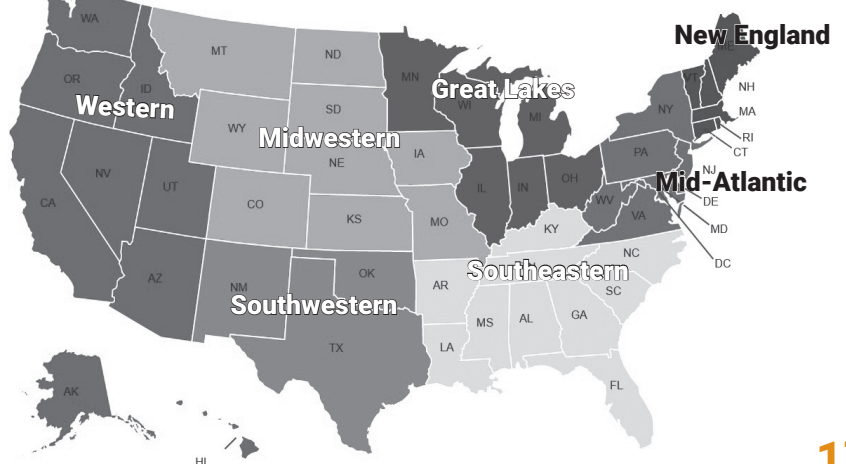 WA
MT
ND
MN
New England
ME
VT
NH
OR
ID
Western
Great Lakes
WI
MI
NY
MA
RI
CT
WY
SD
Midwestern
NE
IA
PA
NJ
Mid-Atlantic
DE
NV
UT
CO
IL
IN
OH
WV
VA
MD
DC
CA
KS
MO
KY
AZ
NM
OK
AR
Southeastern
NC
SC
Southwestern
TX
MS
AL
GA
LA
FL
AK
HI